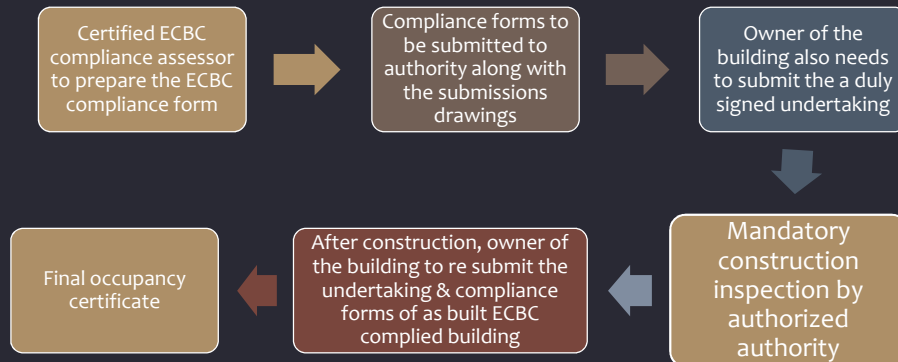 Certified ECBC
compliance assessor
to prepare the ECBC
compliance form
Compliance forms to
be submitted to
authority along with
the submissions
drawings
Owner of the
building also needs
to submit the a duly
signed undertaking
Mandatory
construction
inspection by
authorized
authority
After construction, owner of
the building to re submit the
undertaking & compliance
forms of as built ECBC
complied building
Final occupancy
certificate